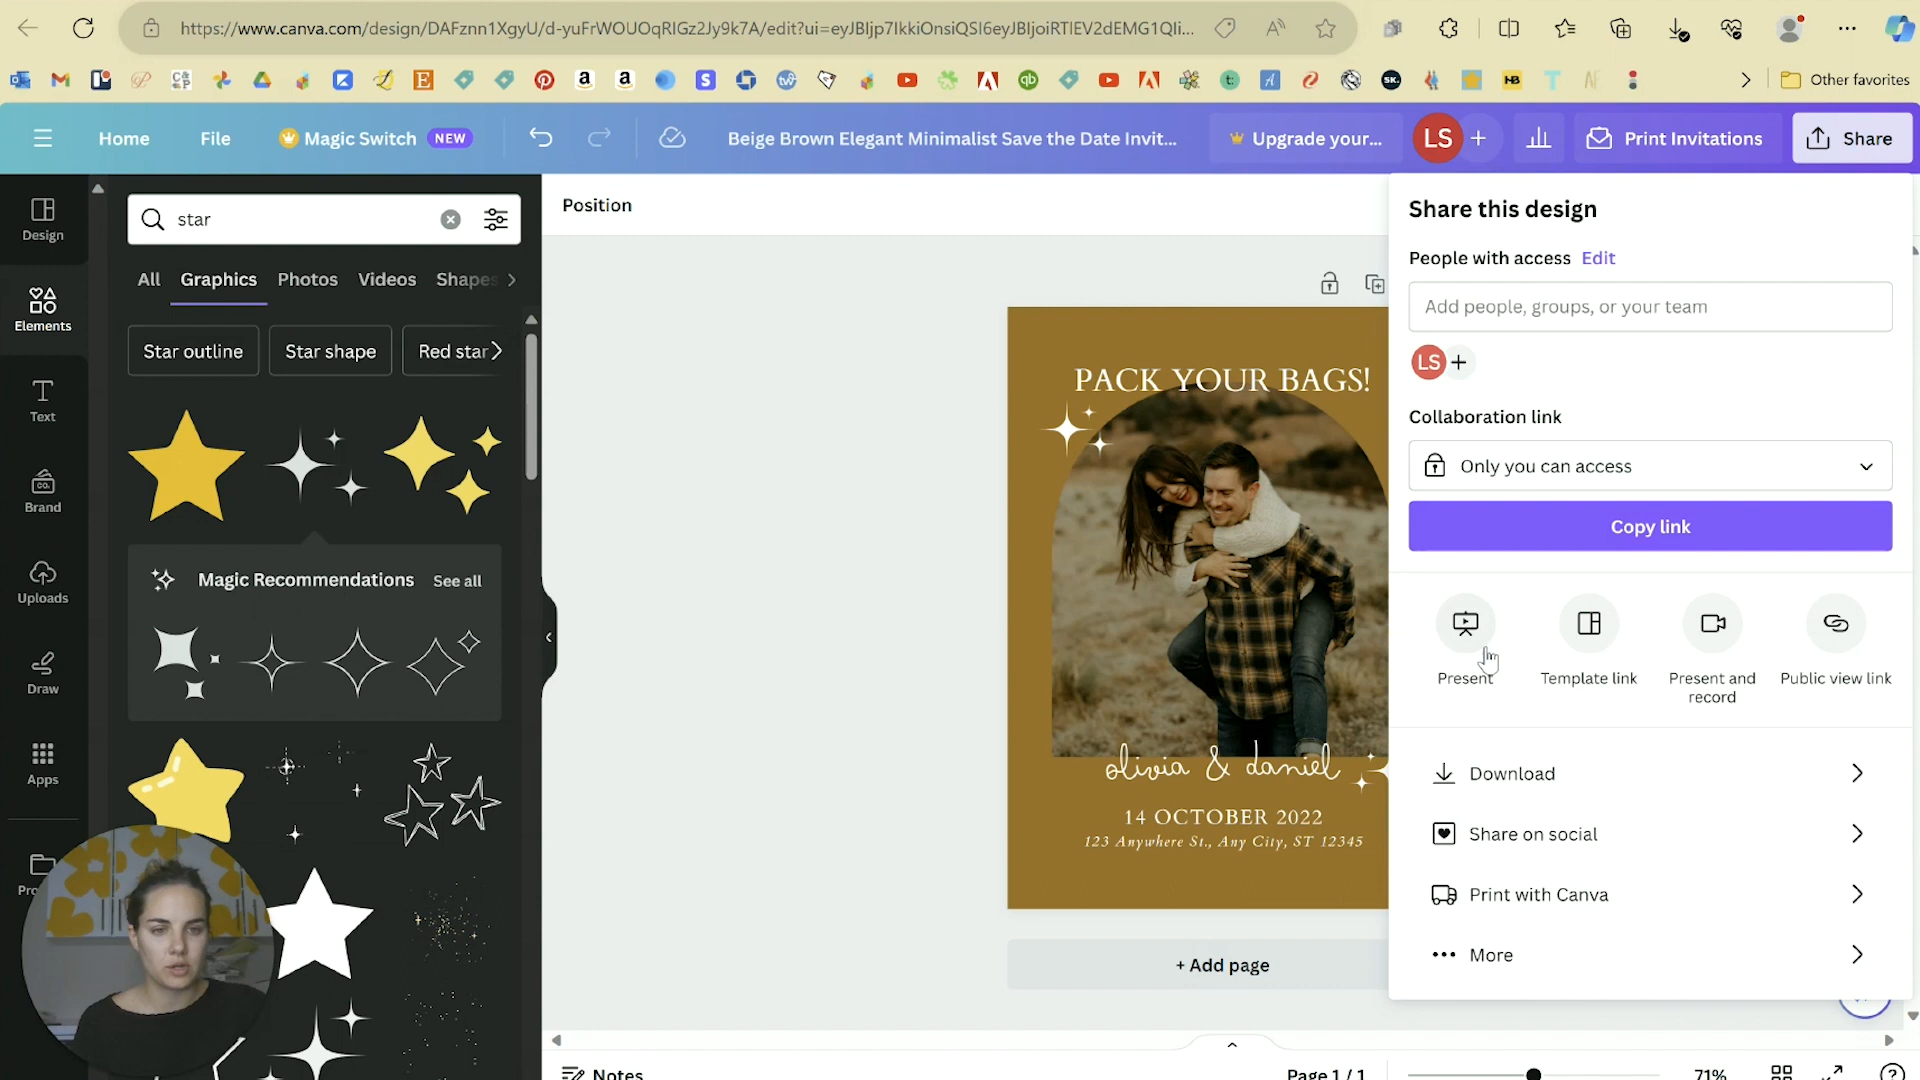 https://www.canva.com/design/DAFznn1XgyU/d-yuFrWOUOqRIGz2Jy9k7A/edit?ui=eyJBIjp7IkkiOnsiQSI6eyJBIjoiRTlEV2dEMG1QIi...
Other favorites
Home
File
Magic Switch NEW
Beige Brown Elegant Minimalist Save the Date Invit...
Upgrade your...
LS
Print Invitations
Share
Design
Elements
Text
Brand
Uploads
Draw
Apps
star
All Graphics Photos Videos Shapes
Star outline
Star shape
Red star
Magic Recommendations See all
Position
PACK YOUR BAGS!
olivia & daniel
14 OCTOBER 2022
123 Anywhere St., Any City, ST 12345
+ Add page
Notes
Page 1 / 1
71%
Share this design
People with access Edit
Add people, groups, or your team
LS
Collaboration link
Only you can access
Copy link
Present
Template link
Present and record
Public view link
Download
Share on social
Print with Canva
More